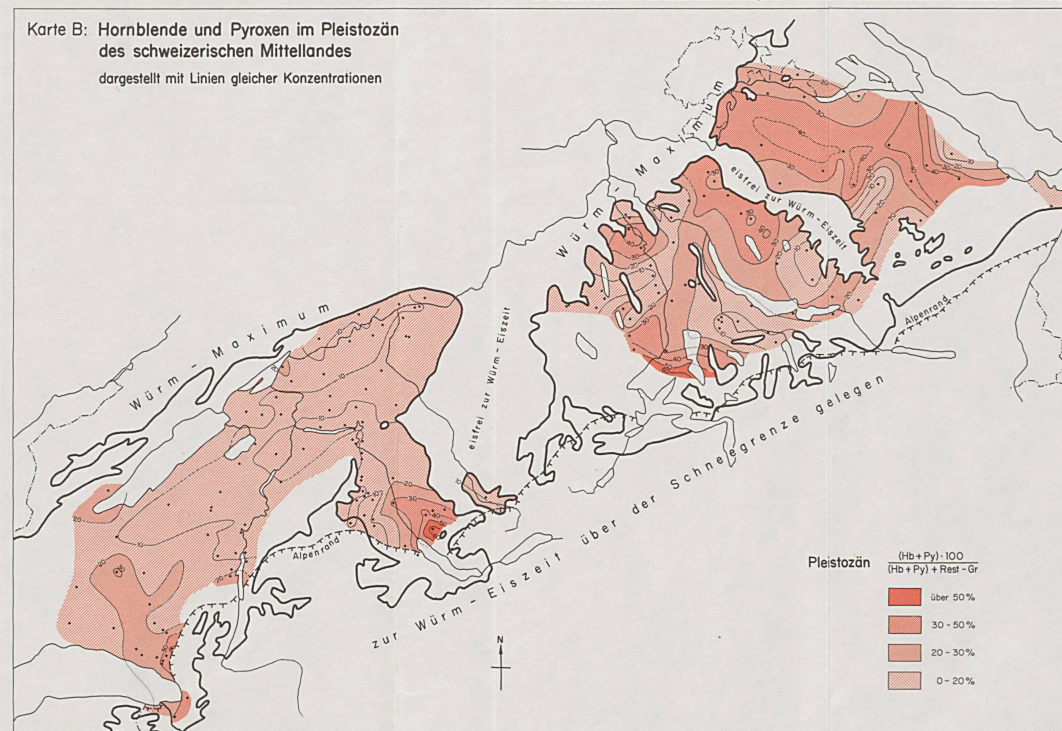 Karte B: Hornblende und Pyroxen im Pleistozän
des schweizerischen Mittellandes
dargestellt mit Linien gleicher Konzentrationen
Würm - Maximum
Würm - Maximum
eisfrei zur Würm-Eiszeit
eisfrei zur Würm-Eiszeit
Alpenrand
Alpenrand
zur Würm-Eiszeit über der Schneegrenze gelegen
N
Pleistozän
(Hb + Py) · 100
(Hb + Py) + Rest - Gr
über 50%
30 - 50%
20 - 30%
0 - 20%